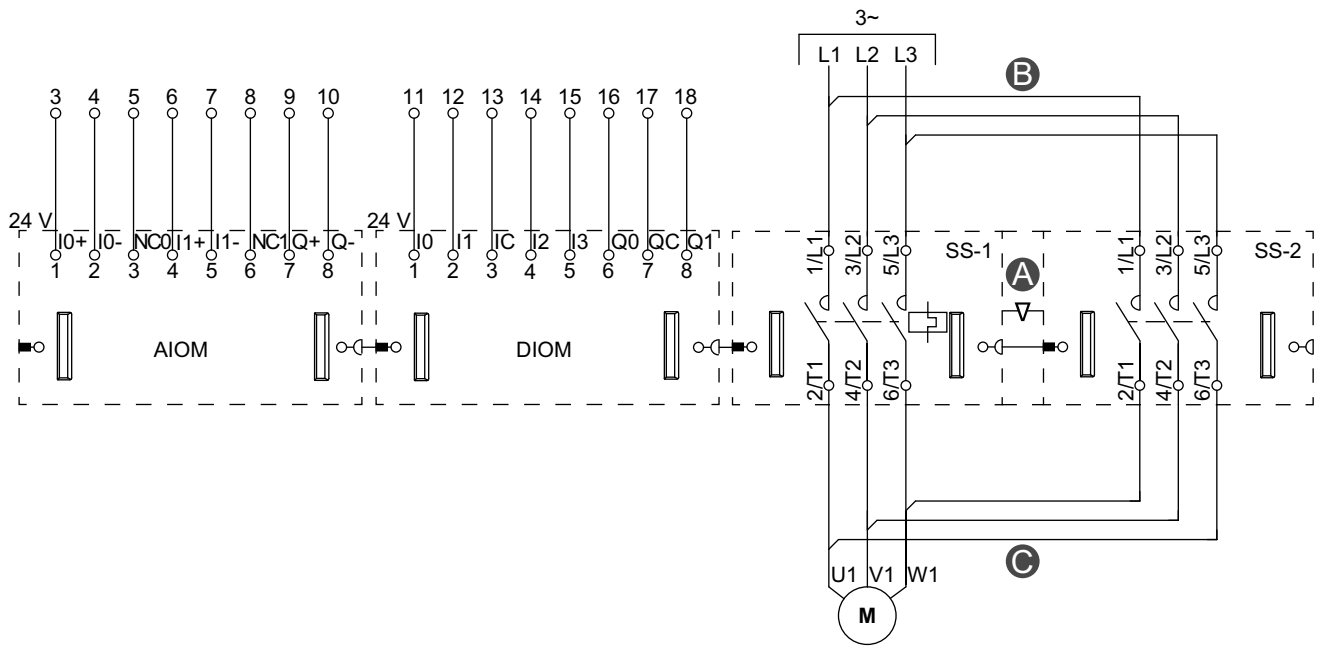 3~
L1 L2 L3
B
3 4 5 6 7 8 9 10
11 12 13 14 15 16 17 18
24 V
I0+ I0- NC0 I1+ I1- NC1 Q+ Q-
1 2 3 4 5 6 7 8
24 V
I0 I1 IC I2 I3 Q0 QC Q1
1 2 3 4 5 6 7 8
1/L1 3/L2 5/L3
SS-1
A
1/L1 3/L2 5/L3
SS-2
AIOM
DIOM
2/T1 4/T2 6/T3
2/T1 4/T2 6/T3
C
U1 V1 W1
M